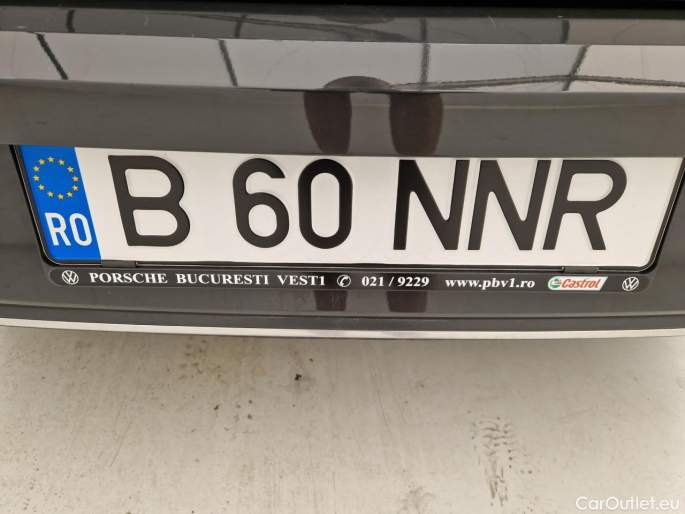 B 60 NNR
RO
PORSCHE BUCURESTI VEST1 ✆ 021 / 9229 www.pbv1.ro Castrol
CarOutlet.eu